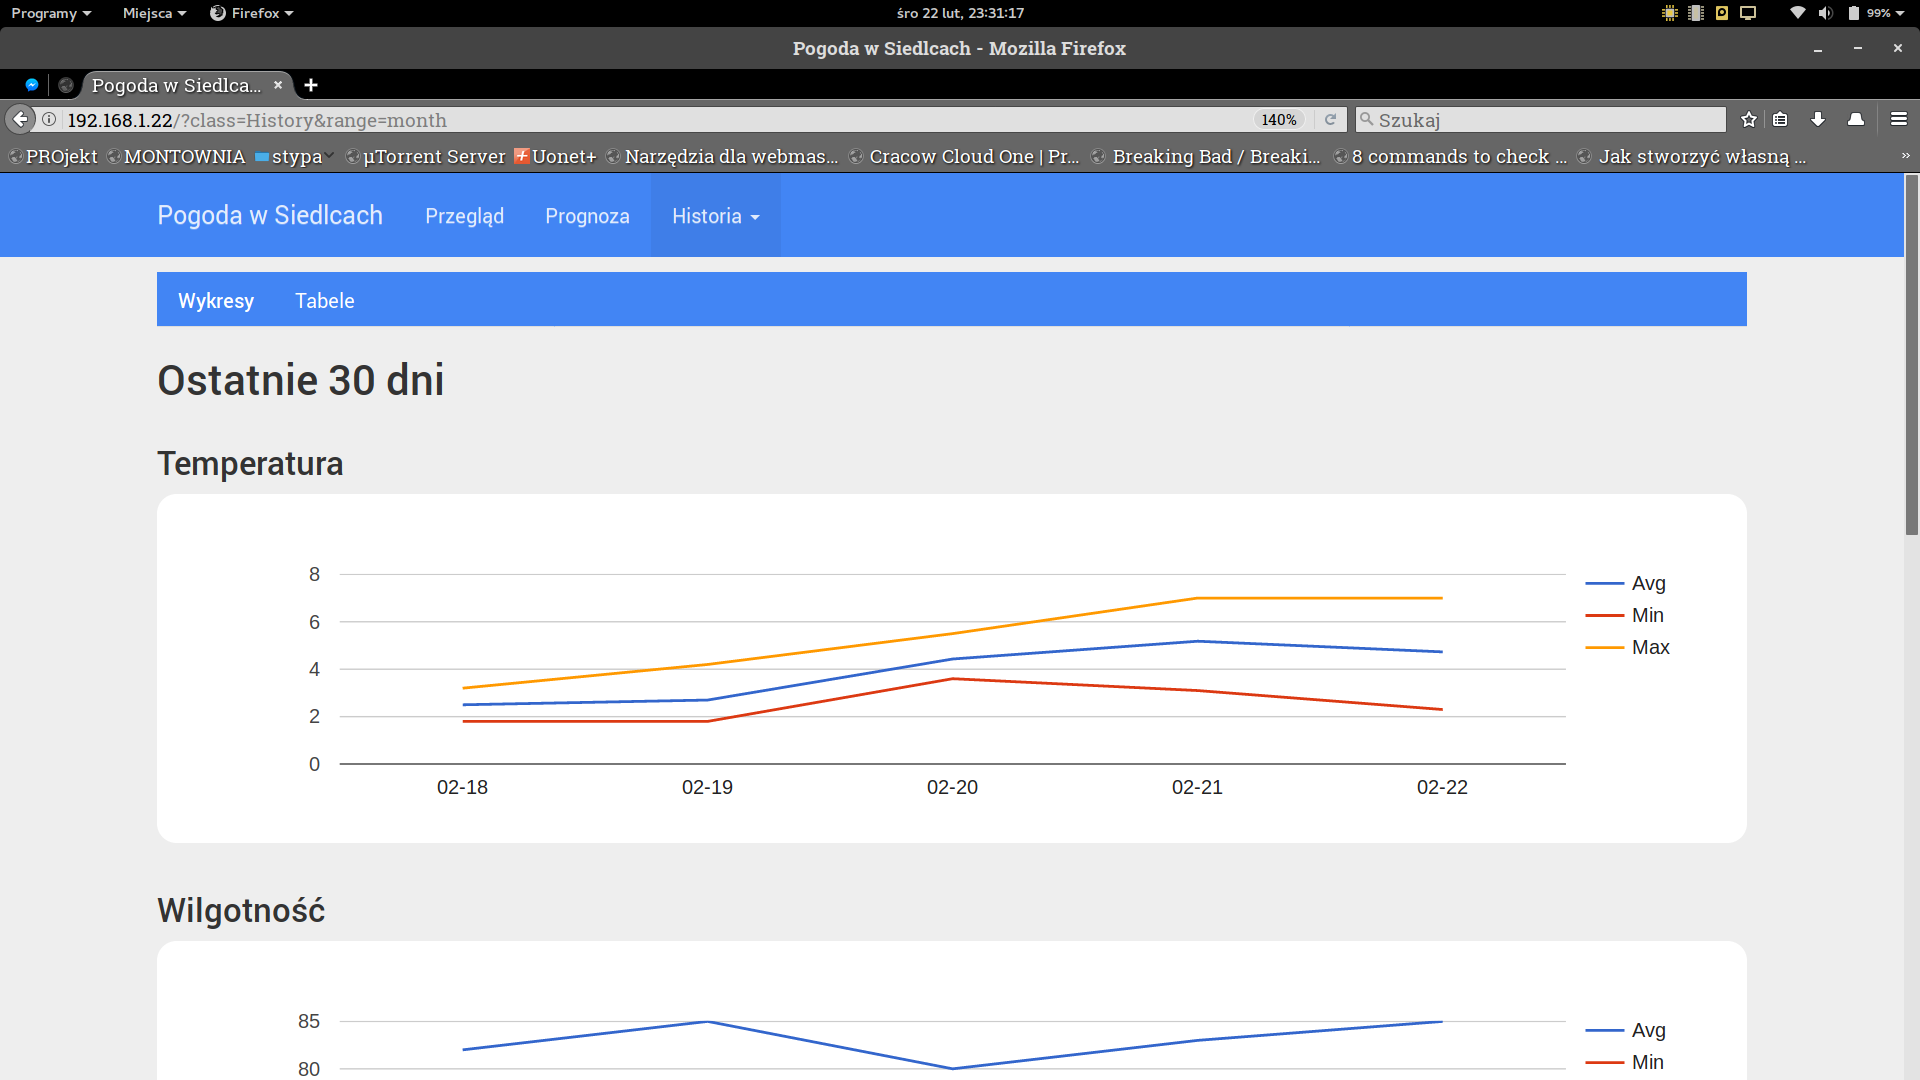 Programy Miejsca Firefox śro 22 lut, 23:31:17 99%
Pogoda w Siedlcach - Mozilla Firefox
Pogoda w Siedlca...
192.168.1.22/?class=History&range=month 140% Szukaj
PROjekt MONTOWNIA stypa µTorrent Server Uonet+ Narzędzia dla webmas... Cracow Cloud One | Pr... Breaking Bad / Breaki... 8 commands to check ... Jak stworzyć własną ... »
Pogoda w Siedlcach Przegląd Prognoza Historia
Wykresy Tabele
Ostatnie 30 dni
Temperatura
8
6
4
2
0
02-18 02-19 02-20 02-21 02-22
Avg
Min
Max
Wilgotność
85
80
Avg
Min